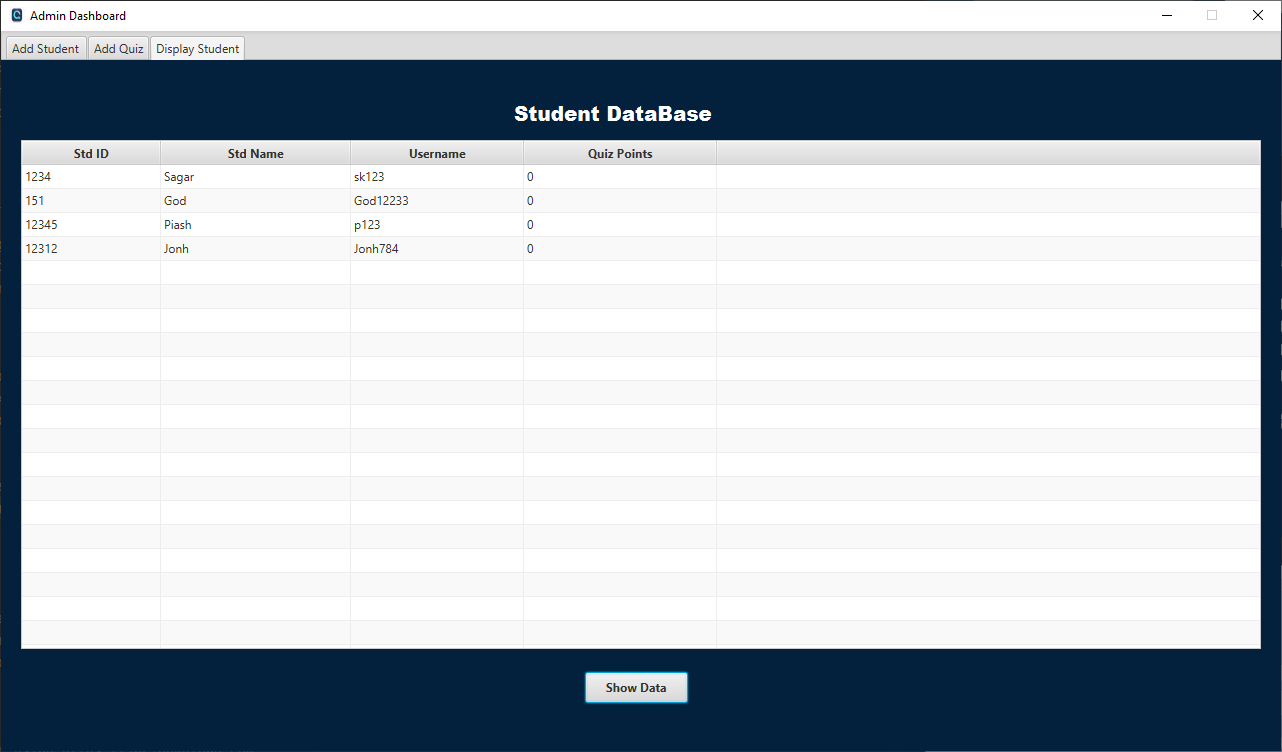 Admin Dashboard
Add Student Add Quiz Display Student
Student DataBase
Std ID Std Name Username Quiz Points
1234 Sagar sk123 0
151 God God12233 0
12345 Piash p123 0
12312 Jonh Jonh784 0
Show Data